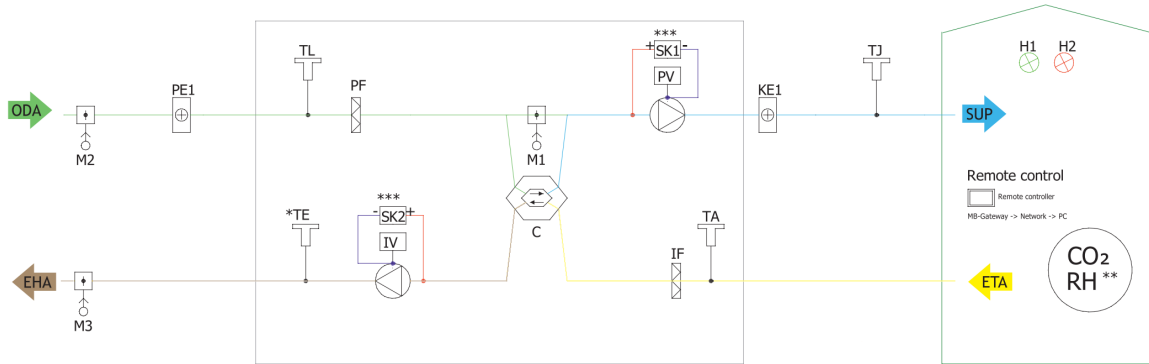 ***
TL
+ SK1 -
TJ
H1 H2
PF
PV
PE1
KE1
ODA
SUP
M2
M1
Remote control
Remote controller
MB-Gateway -> Network -> PC
***
*TE
- SK2 +
C
TA
IV
IF
CO₂
RH **
EHA
ETA
M3